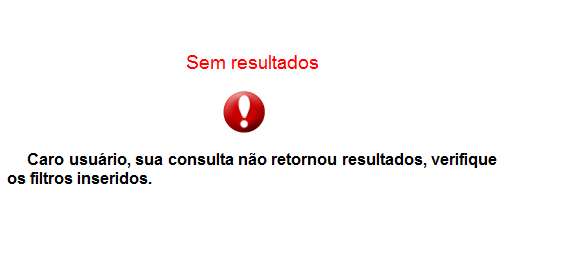 Sem resultados
Caro usuário, sua consulta não retornou resultados, verifique
os filtros inseridos.